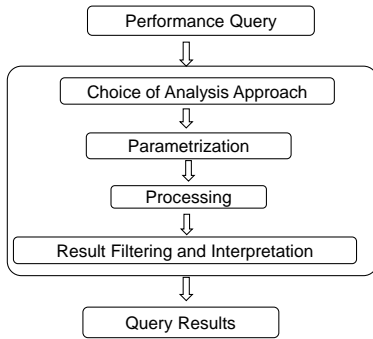 Performance Query
Choice of Analysis Approach
Parametrization
Processing
Result Filtering and Interpretation
Query Results